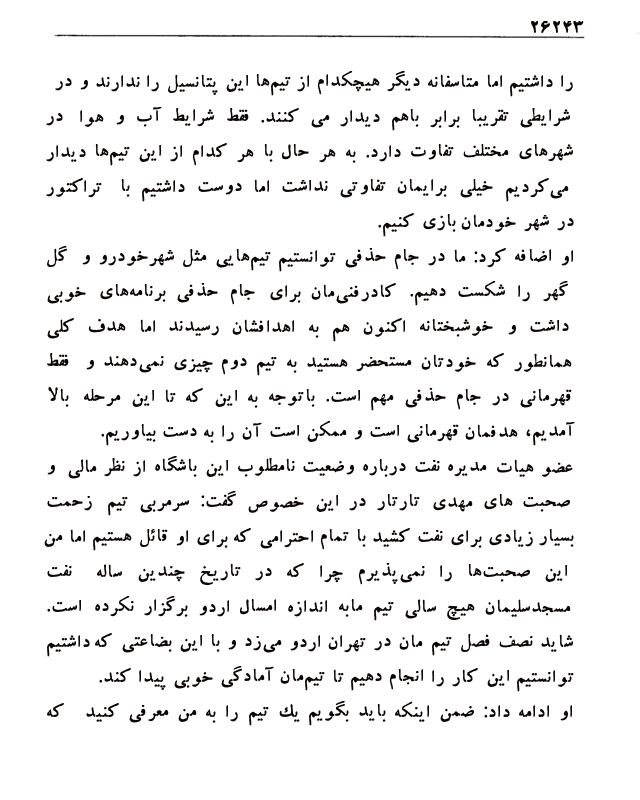 ۲۶۲۴۳
را داشتیم اما متاسفانه دیگر هیچکدام از تیم‌ها این پتانسیل را ندارند و در
شرایطی تقریبا برابر باهم دیدار می کنند. فقط شرایط آب و هوا در
شهرهای مختلف تفاوت دارد. به هر حال با هر کدام از این تیم‌ها دیدار
می‌کردیم خیلی برایمان تفاوتی نداشت اما دوست داشتیم با تراکتور
در شهر خودمان بازی کنیم.
او اضافه کرد: ما در جام حذفی توانستیم تیم‌هایی مثل شهرخودرو و گل
گهر را شکست دهیم. کادرفنی‌مان برای جام حذفی برنامه‌های خوبی
داشت و خوشبختانه اکنون هم به اهدافشان رسیدند اما هدف کلی
همانطور که خودتان مستحضر هستید به تیم دوم چیزی نمی‌دهند و فقط
قهرمانی در جام حذفی مهم است. باتوجه به این که تا این مرحله بالا
آمدیم، هدفمان قهرمانی است و ممکن است آن را به دست بیاوریم.
عضو هیات مدیره نفت درباره وضعیت نامطلوب این باشگاه از نظر مالی و
صحبت های مهدی تارتار در این خصوص گفت: سرمربی تیم زحمت
بسیار زیادی برای نفت کشید با تمام احترامی که برای او قائل هستیم اما من
این صحبت‌ها را نمی‌پذیرم چرا که در تاریخ چندین ساله نفت
مسجدسلیمان هیچ سالی تیم مابه اندازه امسال اردو برگزار نکرده است.
شاید نصف فصل تیم مان در تهران اردو می‌زد و با این بضاعتی که داشتیم
توانستیم این کار را انجام دهیم تا تیم‌مان آمادگی خوبی پیدا کند.
او ادامه داد: ضمن اینکه باید بگویم یك تیم را به من معرفی کنید که